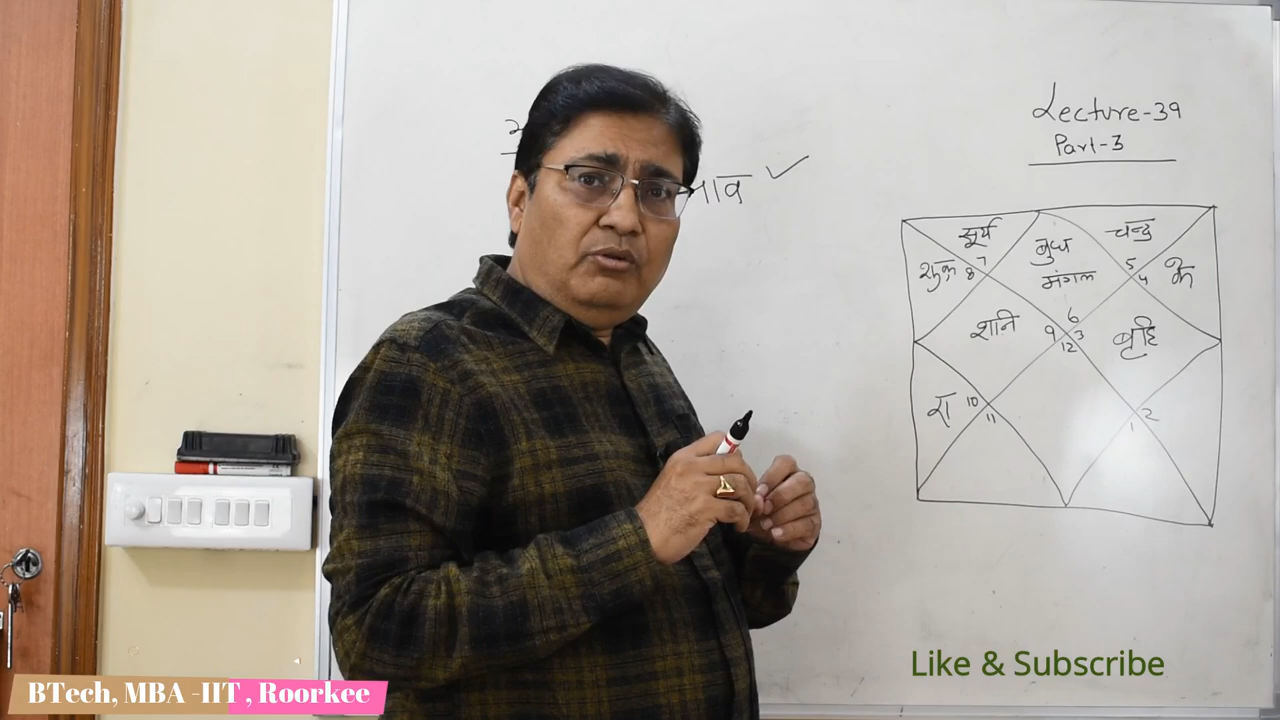 Lecture-39
Part-3
सूर्य बुध चन्द्र
शुक्र 8 7 मंगल 5 4 के
शनि 9 6 3 12 बृहि
रा 10 11 1 2
Like & Subscribe
BTech, MBA -IIT , Roorkee